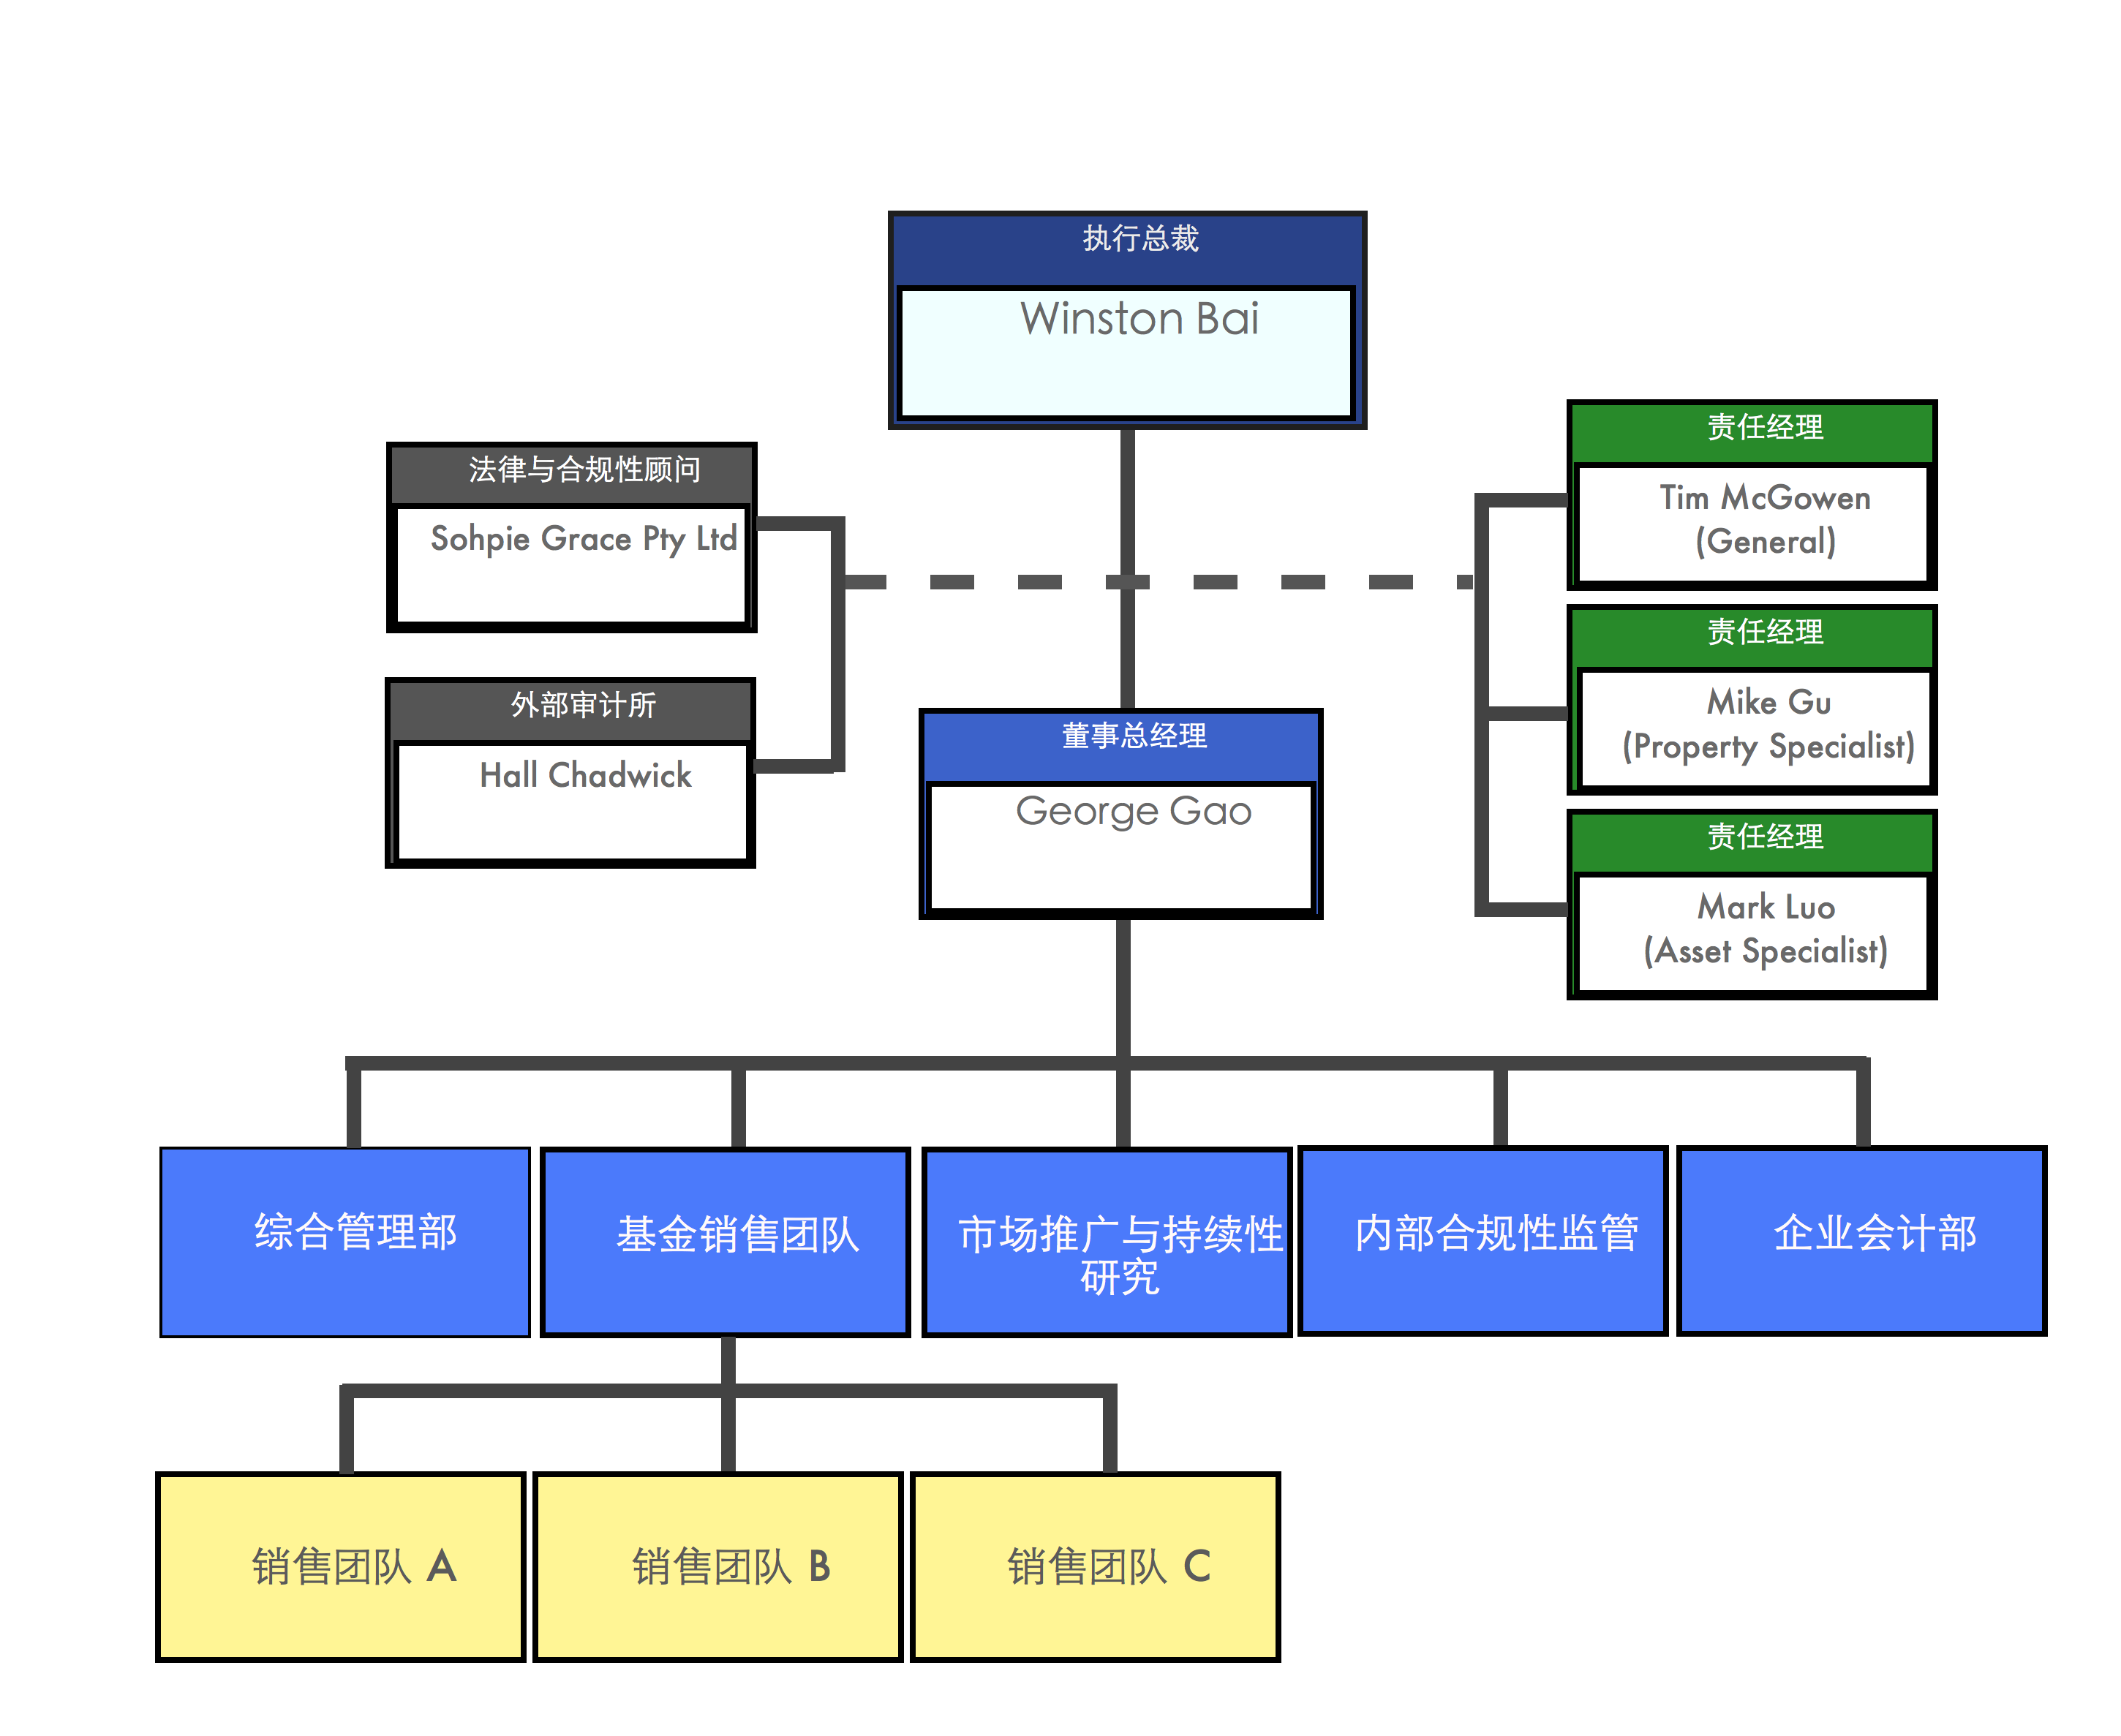 执行总裁
Winston Bai
法律与合规性顾问
Sohpie Grace Pty Ltd
外部审计所
Hall Chadwick
责任经理
Tim McGowen
(General)
责任经理
Mike Gu
(Property Specialist)
责任经理
Mark Luo
(Asset Specialist)
董事总经理
George Gao
综合管理部
基金销售团队
市场推广与持续性
研究
内部合规性监管
企业会计部
销售团队 A
销售团队 B
销售团队 C